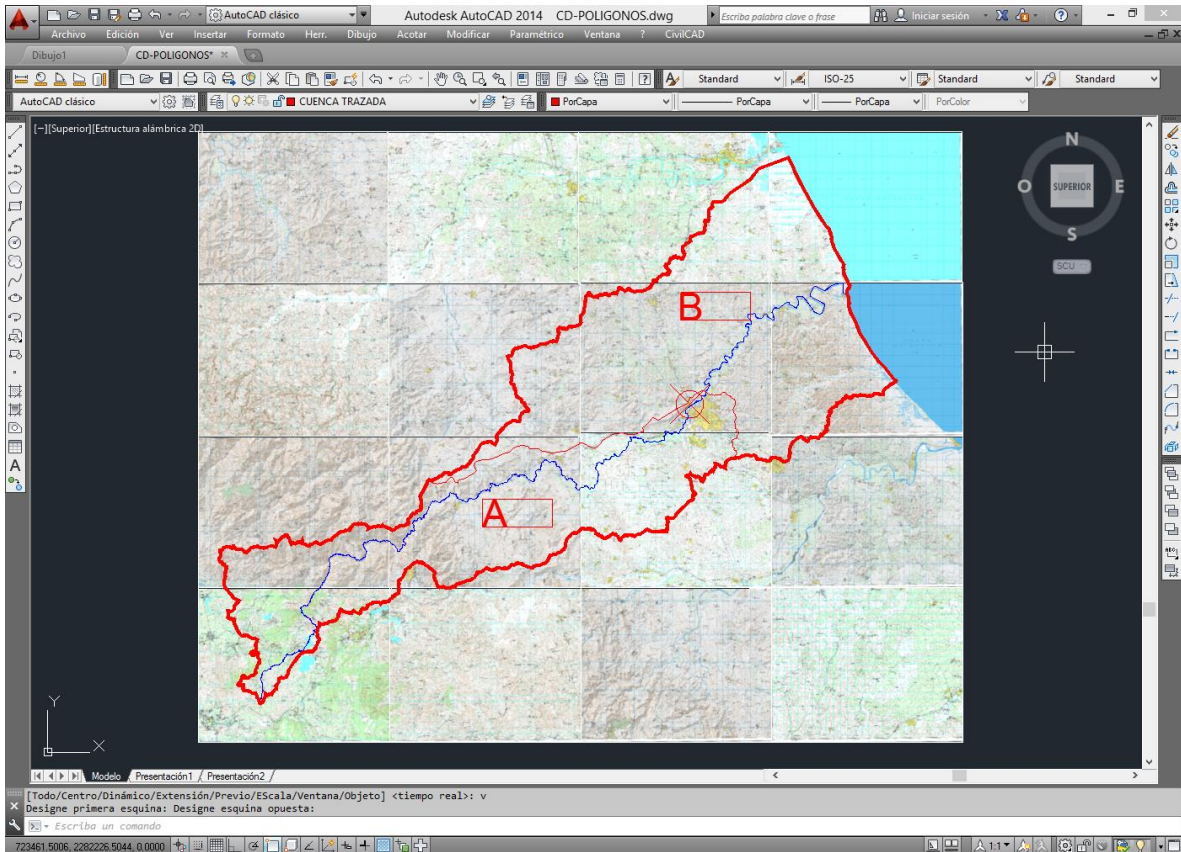 AutoCAD clásico
Autodesk AutoCAD 2014 CD-POLIGONOS.dwg
Escriba palabra clave o frase
Iniciar sesión
Archivo Edición Ver Insertar Formato Herr. Dibujo Acotar Modificar Paramétrico Ventana ? CivilCAD
Dibujo1 CD-POLIGONOS*
Standard ISO-25 Standard Standard
AutoCAD clásico CUENCA TRAZADA PorCapa PorCapa PorCapa PorColor
[−][Superior][Estructura alámbrica 2D]
N
O SUPERIOR E
S
SCU
B
A
Y
X
Modelo Presentación1 Presentación2
[Todo/Centro/Dinámico/Extensión/Previo/EScala/Ventana/Objeto] <tiempo real>: v
Designe primera esquina: Designe esquina opuesta:
Escriba un comando
723461.5006, 2282226.5044, 0.0000 1:1